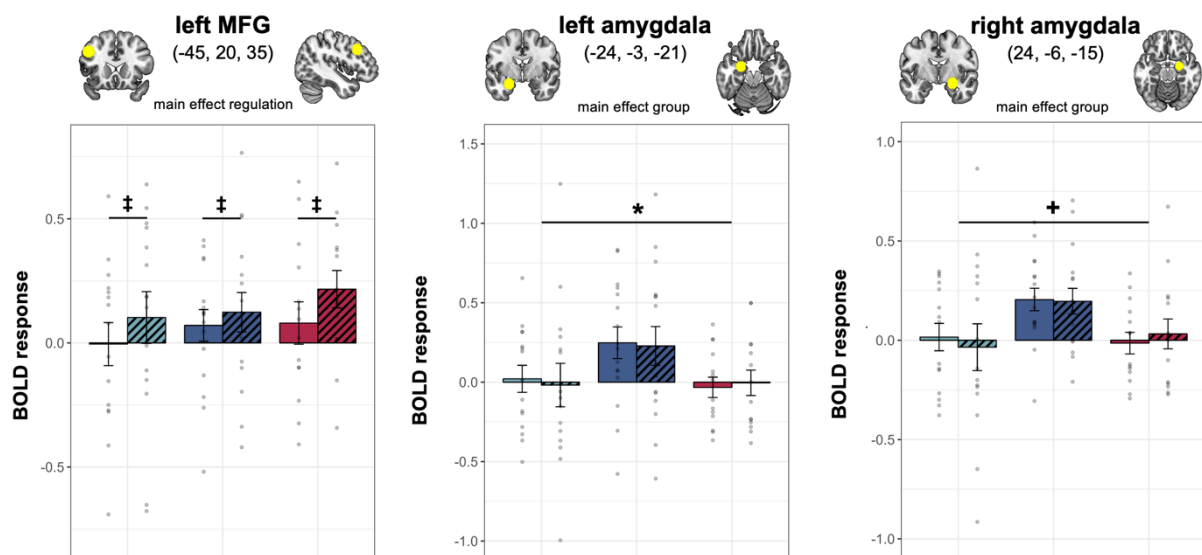 left MFG
(-45, 20, 35)
main effect regulation
BOLD response
0.5
0.0
-0.5
‡
‡
‡
left amygdala
(-24, -3, -21)
main effect group
BOLD response
1.5
1.0
0.5
0.0
-0.5
-1.0
*
right amygdala
(24, -6, -15)
main effect group
BOLD response
1.0
0.5
0.0
-0.5
-1.0
+